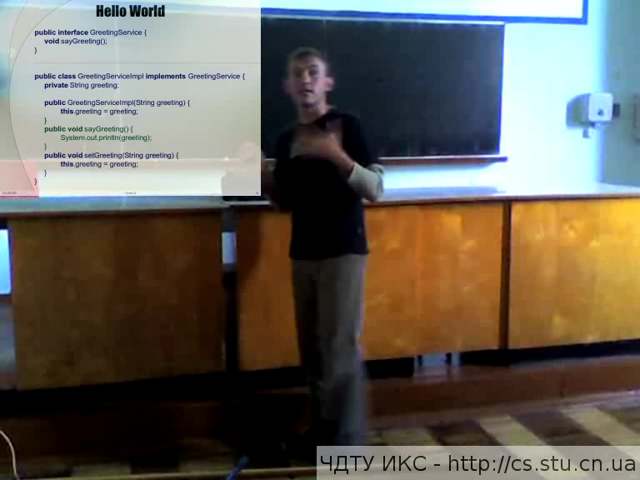 Hello World
public interface GreetingService {
void sayGreeting();
}
public class GreetingServiceImpl implements GreetingService {
private String greeting;
public GreetingServiceImpl(String greeting) {
this.greeting = greeting;
}
public void sayGreeting() {
System.out.println(greeting);
}
public void setGreeting(String greeting) {
this.greeting = greeting;
}
}
ЧДТУ ИКС - http://cs.stu.cn.ua